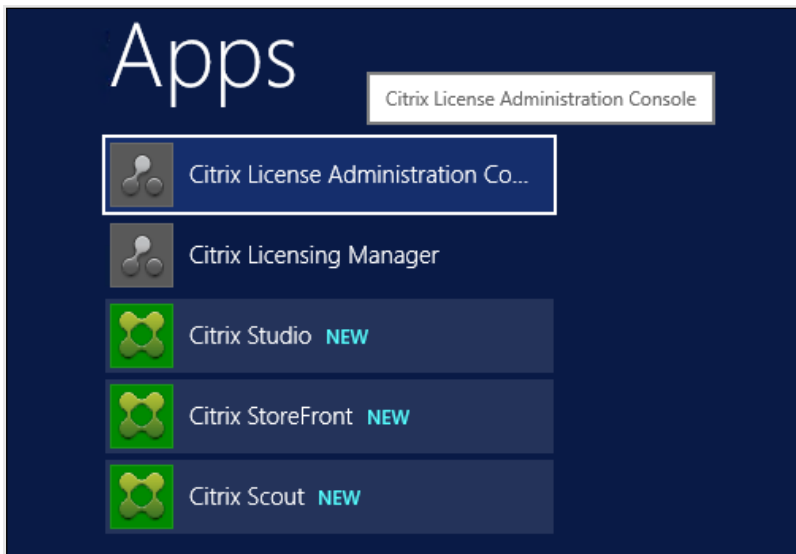 Apps
Citrix License Administration Console
Citrix License Administration Co...
Citrix Licensing Manager
Citrix Studio NEW
Citrix StoreFront NEW
Citrix Scout NEW